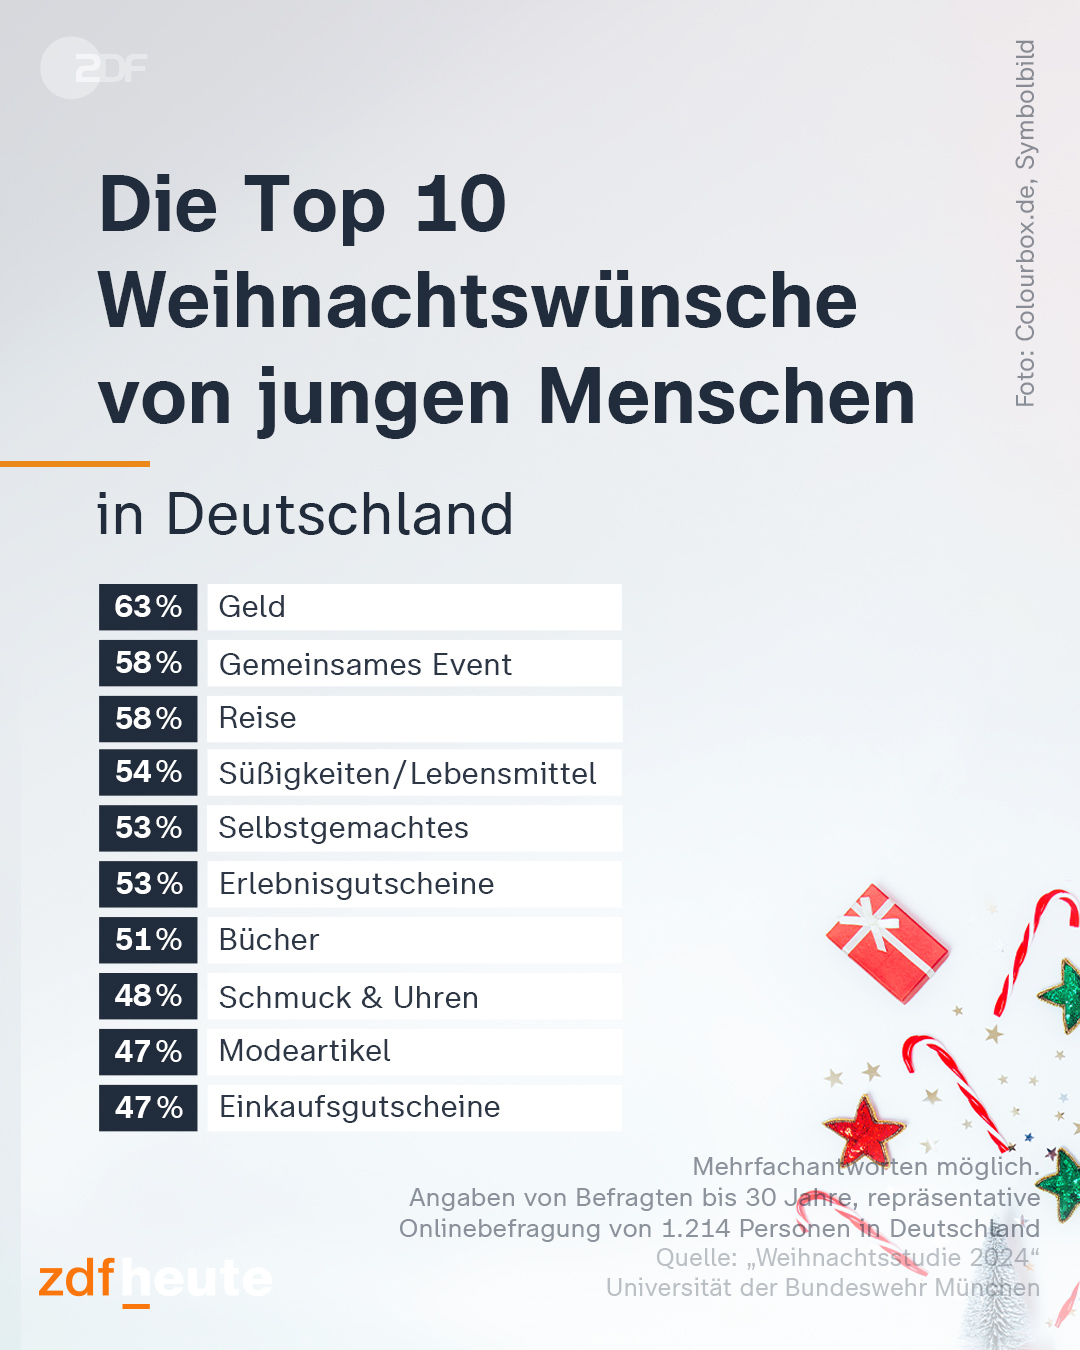 ZDF
Foto: Colourbox.de, Symbolbild
Die Top 10
Weihnachtswünsche
von jungen Menschen
in Deutschland
63% Geld
58% Gemeinsames Event
58% Reise
54% Süßigkeiten/Lebensmittel
53% Selbstgemachtes
53% Erlebnisgutscheine
51% Bücher
48% Schmuck & Uhren
47% Modeartikel
47% Einkaufsgutscheine
Mehrfachantworten möglich.
Angaben von Befragten bis 30 Jahre, repräsentative
Onlinebefragung von 1.214 Personen in Deutschland
Quelle: „Weihnachtsstudie 2024“
Universität der Bundeswehr München
zdfheute